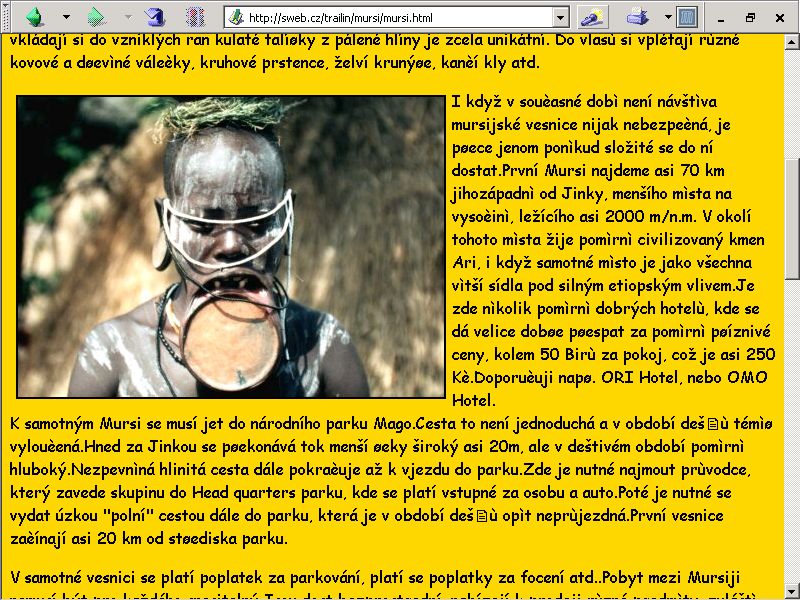 http://sweb.cz/trailin/mursi/mursi.html
vkládají si do vzniklých ran kulaté talíøky z pálené hlíny je zcela unikátní. Do vlasù si vplétají rùzné
kovové a døevìné váleèky, kruhové prstence, želví krunýøe, kanèí kly atd.
I když v souèasné dobì není návštìva
mursijské vesnice nijak nebezpeèná, je
pøece jenom ponìkud složité se do ní
dostat.První Mursi najdeme asi 70 km
jihozápadnì od Jinky, menšího mìsta na
vysoèinì, ležícího asi 2000 m/n.m. V okolí
tohoto mìsta žije pomìrnì civilizovaný kmen
Ari, i když samotné mìsto je jako všechna
vìtší sídla pod silným etiopským vlivem.Je
zde nìkolik pomìrnì dobrých hotelù, kde se
dá velice dobøe pøespat za pomìrnì pøíznivé
ceny, kolem 50 Birù za pokoj, což je asi 250
Kè.Doporuèuji napø. ORI Hotel, nebo OMO
Hotel.
K samotným Mursi se musí jet do národního parku Mago.Cesta to není jednoduchá a v období deš ù témìø
vylouèená.Hned za Jinkou se pøekonává tok menší øeky široký asi 20m, ale v deštivém období pomìrnì
hluboký.Nezpevnìná hlinitá cesta dále pokraèuje až k vjezdu do parku.Zde je nutné najmout prùvodce,
který zavede skupinu do Head quarters parku, kde se platí vstupné za osobu a auto.Poté je nutné se
vydat úzkou "polní" cestou dále do parku, která je v období deš ù opìt neprùjezdná.První vesnice
zaèínají asi 20 km od støediska parku.
V samotné vesnici se platí poplatek za parkování, platí se poplatky za focení atd..Pobyt mezi Mursiji